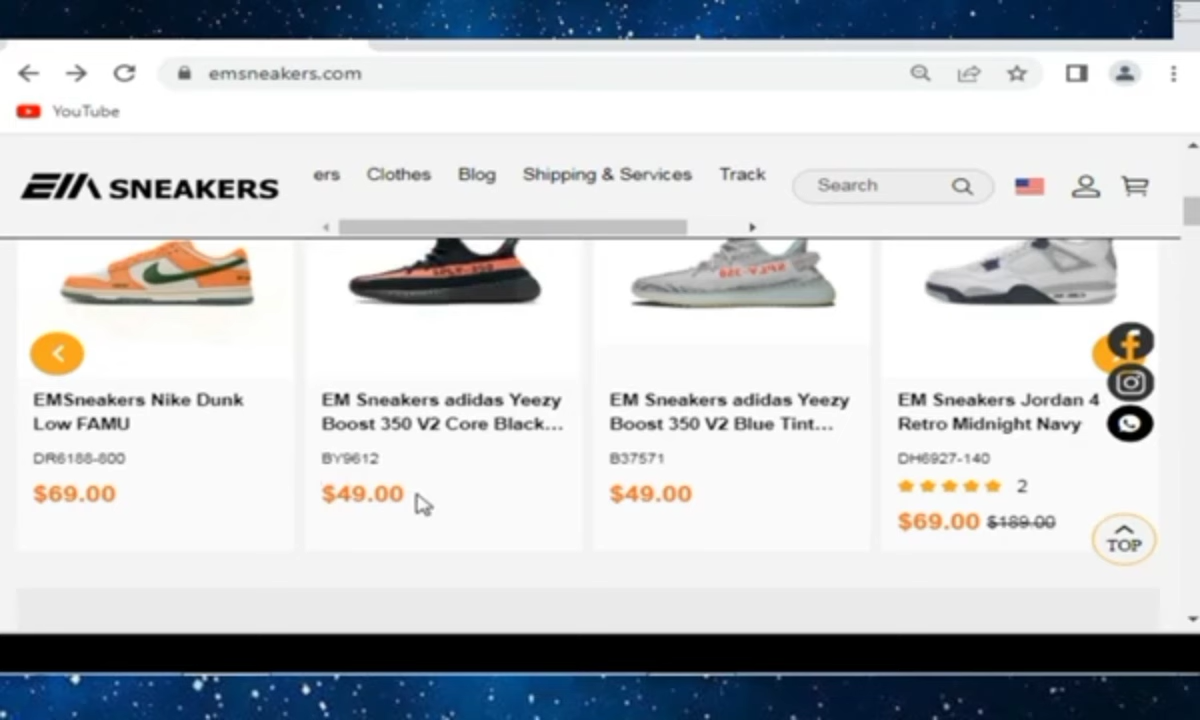 emsneakers.com
YouTube
EM SNEAKERS
ers Clothes Blog Shipping & Services Track
Search
EMSneakers Nike Dunk
Low FAMU
DR6188-800
$69.00
EM Sneakers adidas Yeezy
Boost 350 V2 Core Black...
BY9612
$49.00
EM Sneakers adidas Yeezy
Boost 350 V2 Blue Tint...
B37571
$49.00
EM Sneakers Jordan 4
Retro Midnight Navy
DH6927-140
2
$69.00 $189.00
TOP